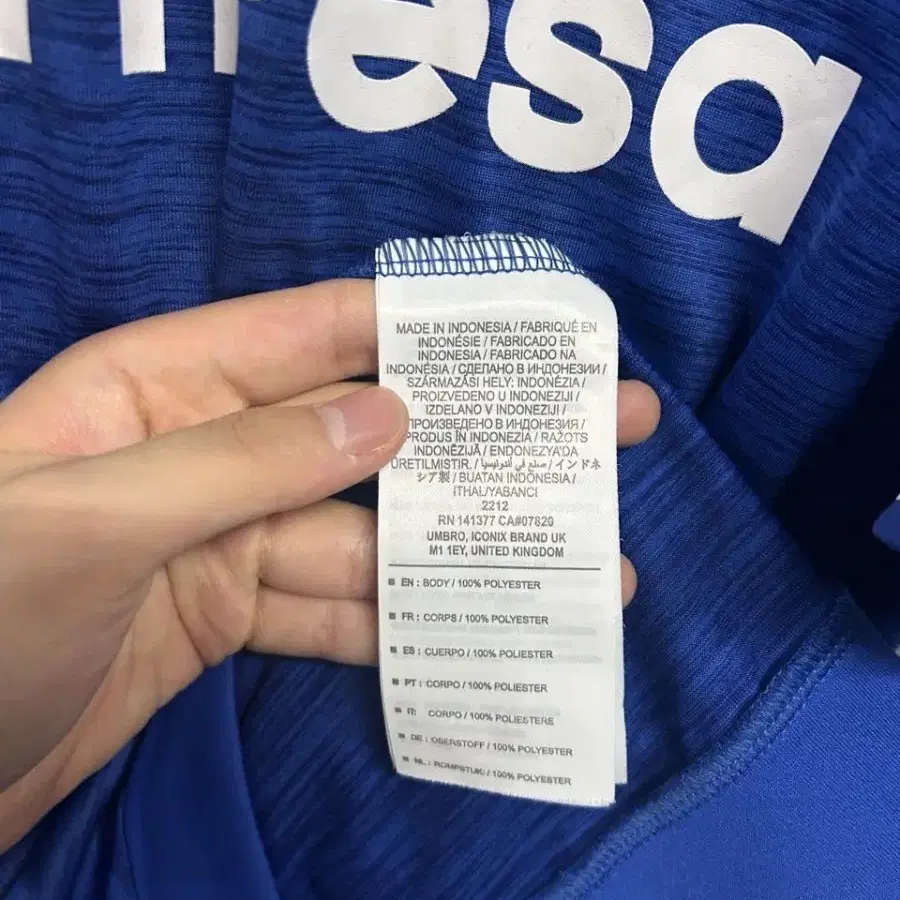 esa
MADE IN INDONESIA / FABRIQUÉ EN
INDONÉSIE / FABRICADO EN
INDONESIA / FABRICADO NA
INDONÉSIA / СДЕЛАНО В ИНДОНЕЗИИ /
SZÁRMAZÁSI HELY: INDONÉZIA /
PROIZVEDENO U INDONEZIJI /
IZDELANO V INDONEZIJI /
ПРОИЗВЕДЕНО В ИНДОНЕЗИЯ /
PRODUS ÎN INDONEZIA / RAŽOTS
INDONĒZIJĀ / ENDONEZYA'DA
ÜRETILMISTIR. / صنع في أندونيسيا / インドネ
シア製 / BUATAN INDONESIA /
ITHAL/YABANCI
2212
RN 141377 CA#07820
UMBRO, ICONIX BRAND UK
M1 1EY, UNITED KINGDOM
EN : BODY / 100% POLYESTER
FR : CORPS / 100% POLYESTER
ES : CUERPO / 100% POLIESTER
PT : CORPO / 100% POLIESTER
IT: CORPO / 100% POLIESTERE
DE : OBERSTOFF / 100% POLYESTER
NL : ROMPSTUK / 100% POLYESTER